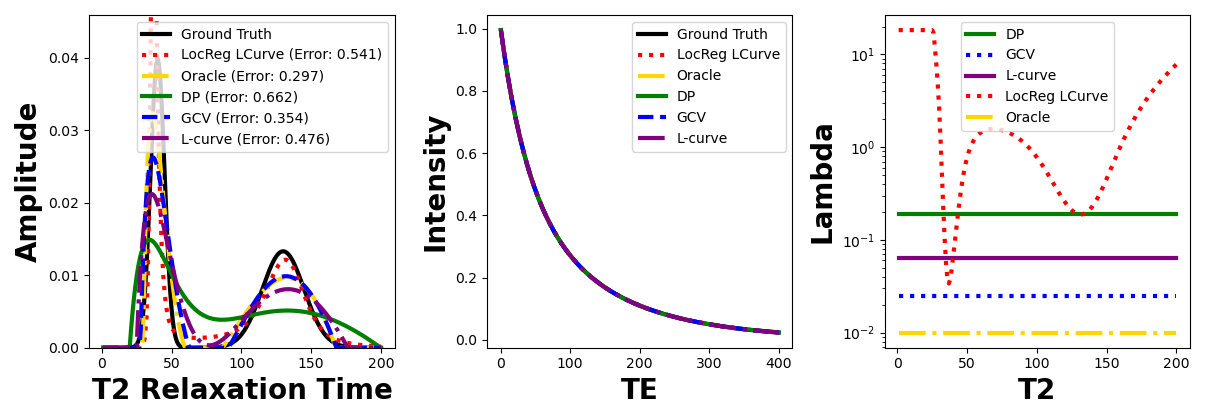 Amplitude
0.04
0.03
0.02
0.01
0.00
0
50
100
150
200
T2 Relaxation Time
Ground Truth
LocReg LCurve (Error: 0.541)
Oracle (Error: 0.297)
DP (Error: 0.662)
GCV (Error: 0.354)
L-curve (Error: 0.476)
Intensity
1.0
0.8
0.6
0.4
0.2
0.0
0
100
200
300
400
TE
Ground Truth
LocReg LCurve
Oracle
DP
GCV
L-curve
Lambda
10¹
10⁰
10⁻¹
10⁻²
0
50
100
150
200
T2
DP
GCV
L-curve
LocReg LCurve
Oracle